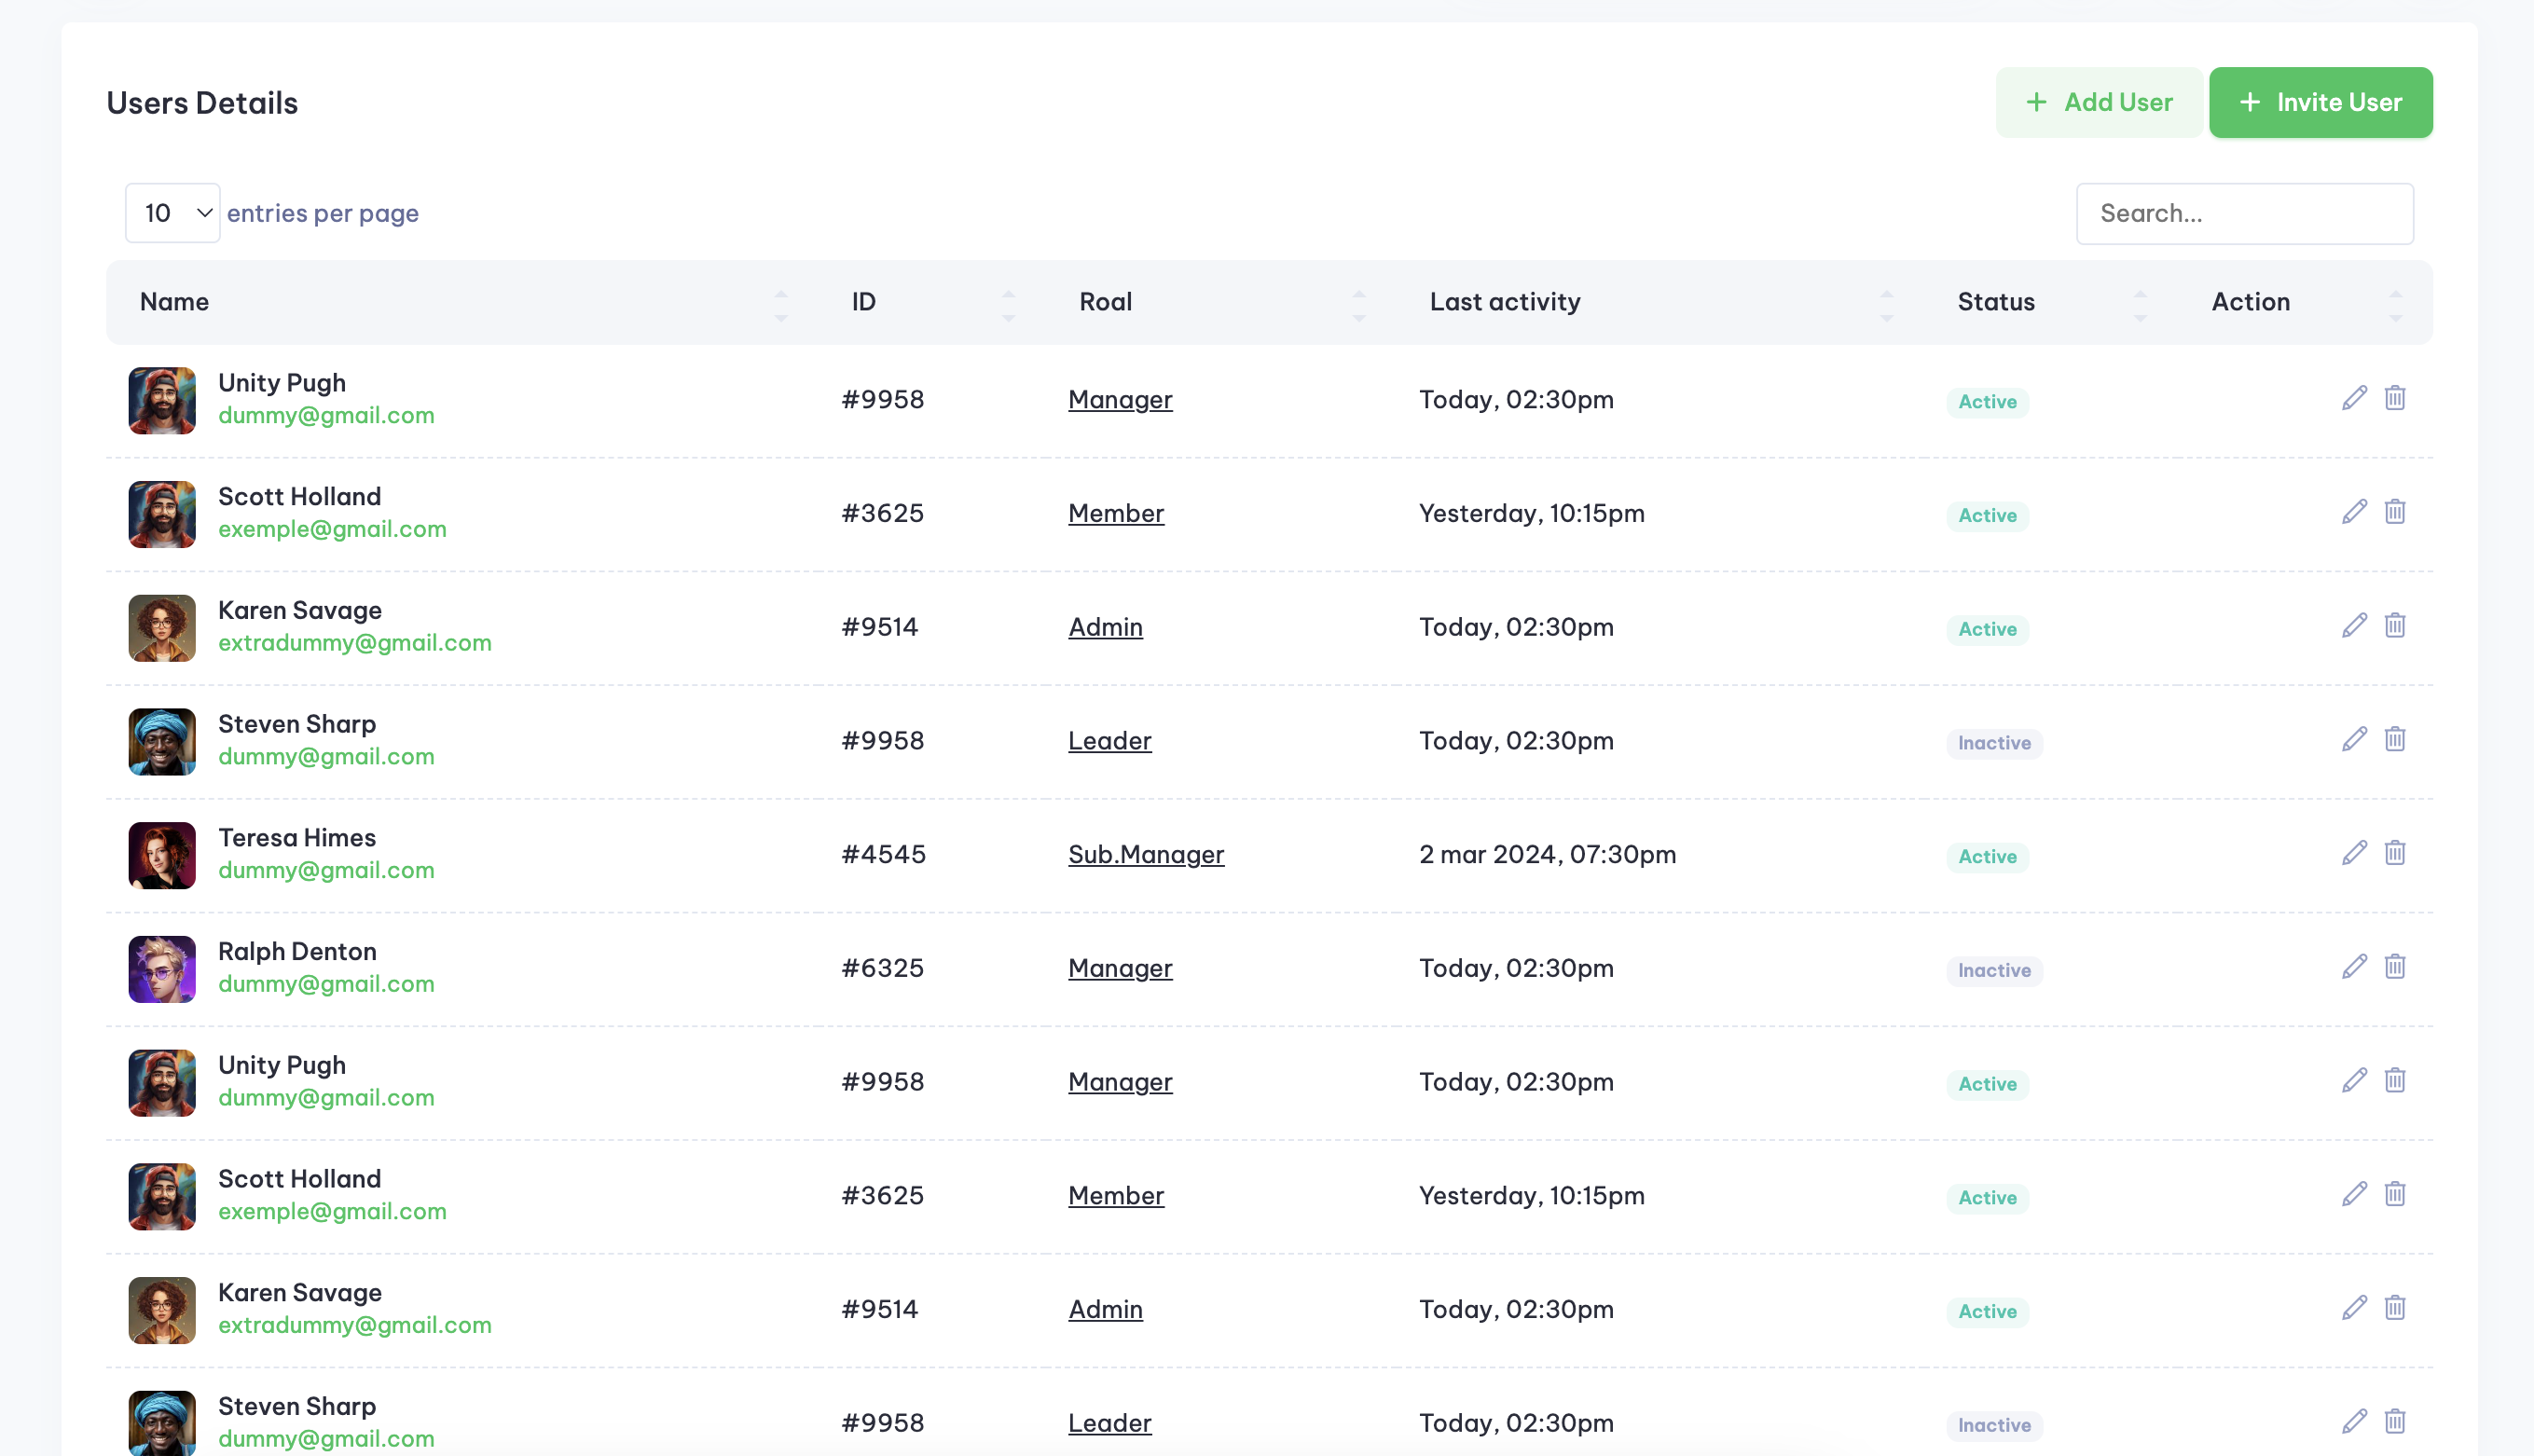 Users Details
+ Add User
+ Invite User
10 entries per page
Search...
Name ID Roal Last activity Status Action
Unity Pugh
dummy@gmail.com
#9958 Manager Today, 02:30pm Active
Scott Holland
exemple@gmail.com
#3625 Member Yesterday, 10:15pm Active
Karen Savage
extradummy@gmail.com
#9514 Admin Today, 02:30pm Active
Steven Sharp
dummy@gmail.com
#9958 Leader Today, 02:30pm Inactive
Teresa Himes
dummy@gmail.com
#4545 Sub.Manager 2 mar 2024, 07:30pm Active
Ralph Denton
dummy@gmail.com
#6325 Manager Today, 02:30pm Inactive
Unity Pugh
dummy@gmail.com
#9958 Manager Today, 02:30pm Active
Scott Holland
exemple@gmail.com
#3625 Member Yesterday, 10:15pm Active
Karen Savage
extradummy@gmail.com
#9514 Admin Today, 02:30pm Active
Steven Sharp
dummy@gmail.com
#9958 Leader Today, 02:30pm Inactive